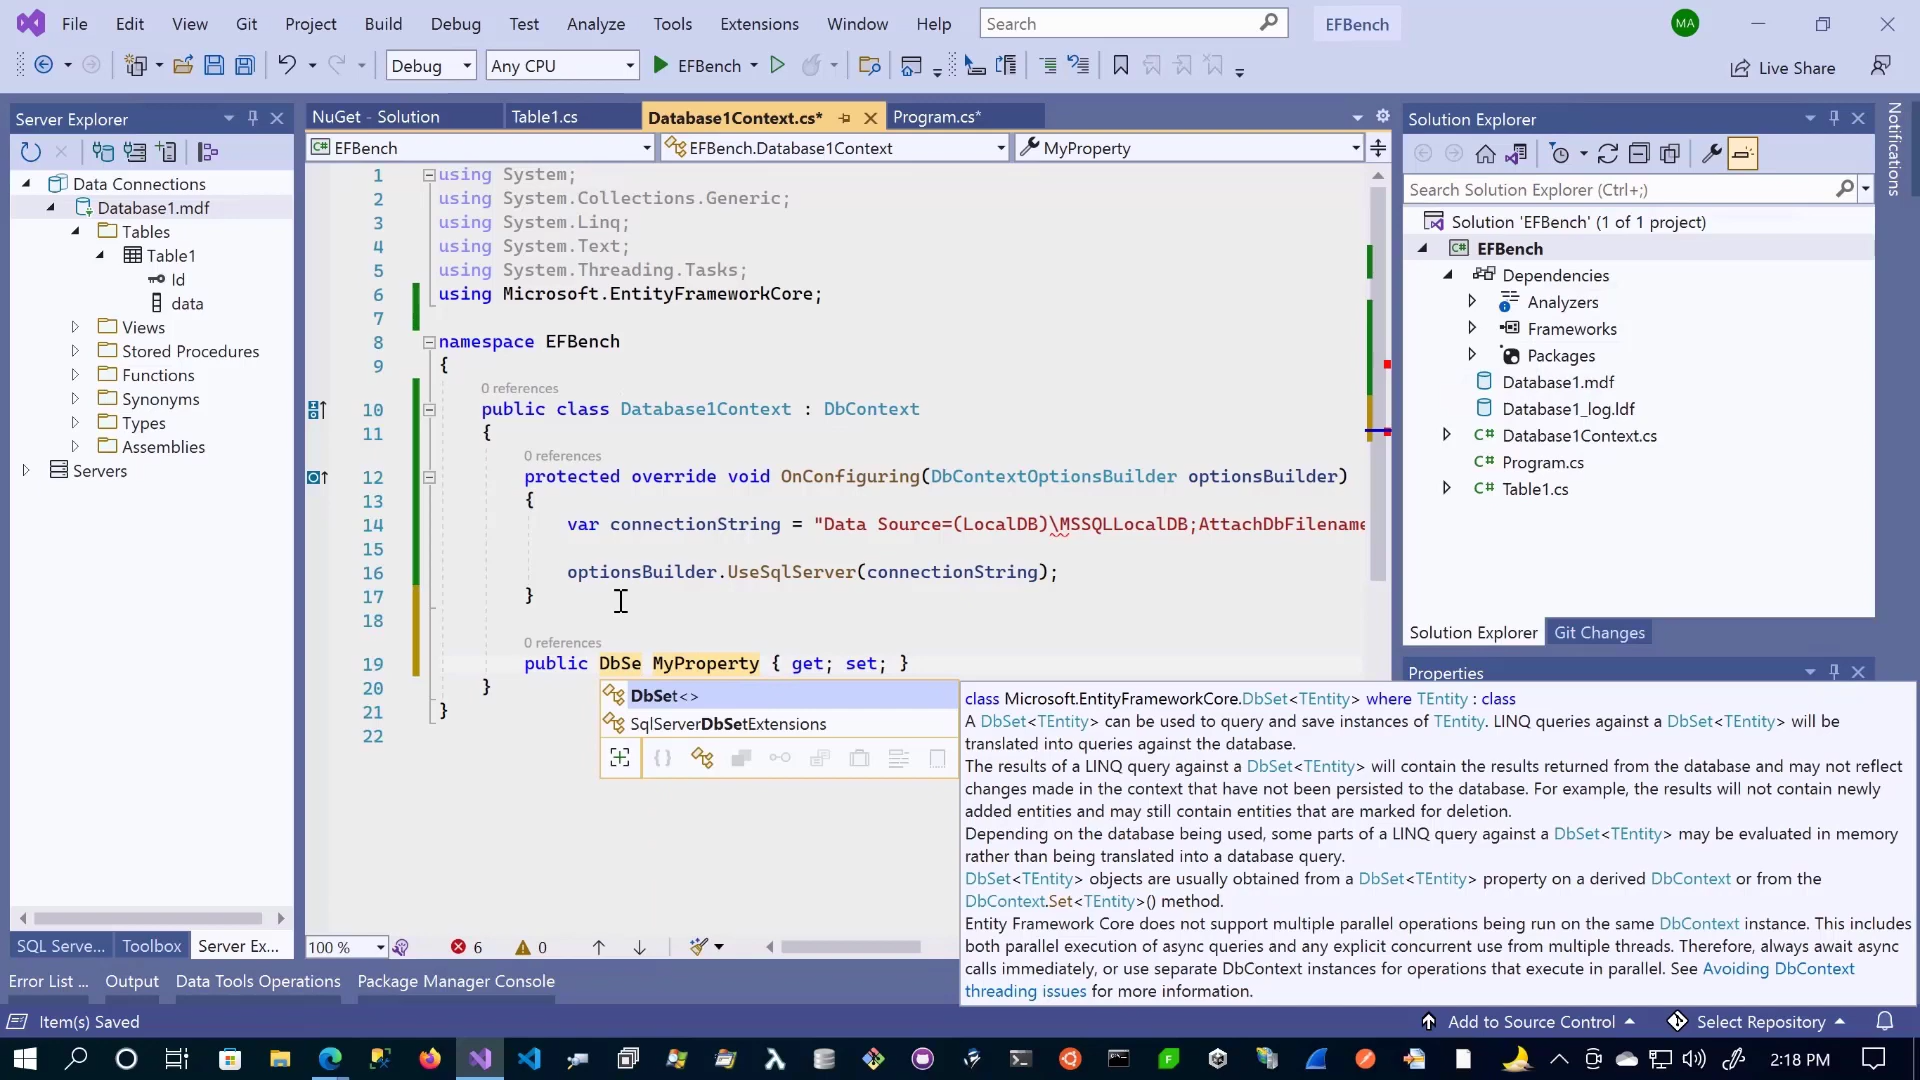 File Edit View Git Project Build Debug Test Analyze Tools Extensions Window Help Search EFBench MA
Debug Any CPU EFBench Live Share
Server Explorer
Data Connections
Database1.mdf
Tables
Table1
Id
data
Views
Stored Procedures
Functions
Synonyms
Types
Assemblies
Servers
SQL Serve... Toolbox Server Ex...
NuGet - Solution Table1.cs Database1Context.cs* Program.cs*
EFBench EFBench.Database1Context MyProperty
1 using System;
2 using System.Collections.Generic;
3 using System.Linq;
4 using System.Text;
5 using System.Threading.Tasks;
6 using Microsoft.EntityFrameworkCore;
7
8 namespace EFBench
9 {
0 references
10 public class Database1Context : DbContext
11 {
0 references
12 protected override void OnConfiguring(DbContextOptionsBuilder optionsBuilder)
13 {
14 var connectionString = "Data Source=(LocalDB)\MSSQLLocalDB;AttachDbFilename
15
16 optionsBuilder.UseSqlServer(connectionString);
17 }
18
0 references
19 public DbSe MyProperty { get; set; }
20 }
21 }
22
DbSet<>
SqlServerDbSetExtensions
class Microsoft.EntityFrameworkCore.DbSet<TEntity> where TEntity : class
A DbSet<TEntity> can be used to query and save instances of TEntity. LINQ queries against a DbSet<TEntity> will be
translated into queries against the database.
The results of a LINQ query against a DbSet<TEntity> will contain the results returned from the database and may not reflect
changes made in the context that have not been persisted to the database. For example, the results will not contain newly
added entities and may still contain entities that are marked for deletion.
Depending on the database being used, some parts of a LINQ query against a DbSet<TEntity> may be evaluated in memory
rather than being translated into a database query.
DbSet<TEntity> objects are usually obtained from a DbSet<TEntity> property on a derived DbContext or from the
DbContext.Set<TEntity>() method.
Entity Framework Core does not support multiple parallel operations being run on the same DbContext instance. This includes
both parallel execution of async queries and any explicit concurrent use from multiple threads. Therefore, always await async
calls immediately, or use separate DbContext instances for operations that execute in parallel. See Avoiding DbContext
threading issues for more information.
100 % 6 0
Solution Explorer
Search Solution Explorer (Ctrl+;)
Solution 'EFBench' (1 of 1 project)
C# EFBench
Dependencies
Analyzers
Frameworks
Packages
Database1.mdf
Database1_log.ldf
C# Database1Context.cs
C# Program.cs
C# Table1.cs
Solution Explorer Git Changes
Properties
Notifications
Error List ... Output Data Tools Operations Package Manager Console
Item(s) Saved Add to Source Control Select Repository
2:18 PM